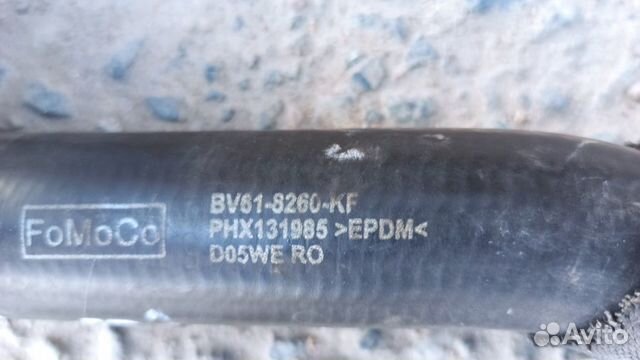 FoMoCo
BV61-8260-KF
PHX131985 >EPDM<
D05WE RO
Avito